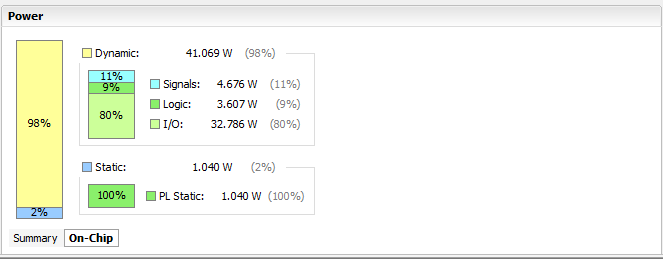 Power
98%
2%
Dynamic: 41.069 W (98%)
11%
9%
80%
Signals: 4.676 W (11%)
Logic: 3.607 W (9%)
I/O: 32.786 W (80%)
Static: 1.040 W (2%)
100%
PL Static: 1.040 W (100%)
Summary On-Chip